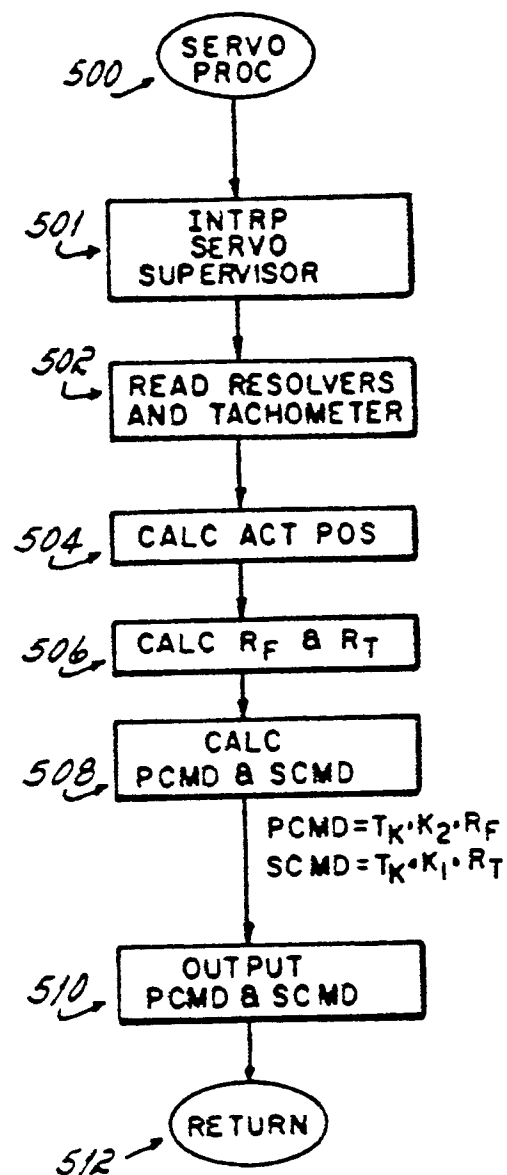 SERVO
PROC
500
501
INTRP
SERVO
SUPERVISOR
502
READ RESOLVERS
AND TACHOMETER
504
CALC ACT POS
506
CALC RF & RT
508
CALC
PCMD & SCMD
PCMD=TK·K2·RF
SCMD=TK·K1·RT
510
OUTPUT
PCMD & SCMD
RETURN
512